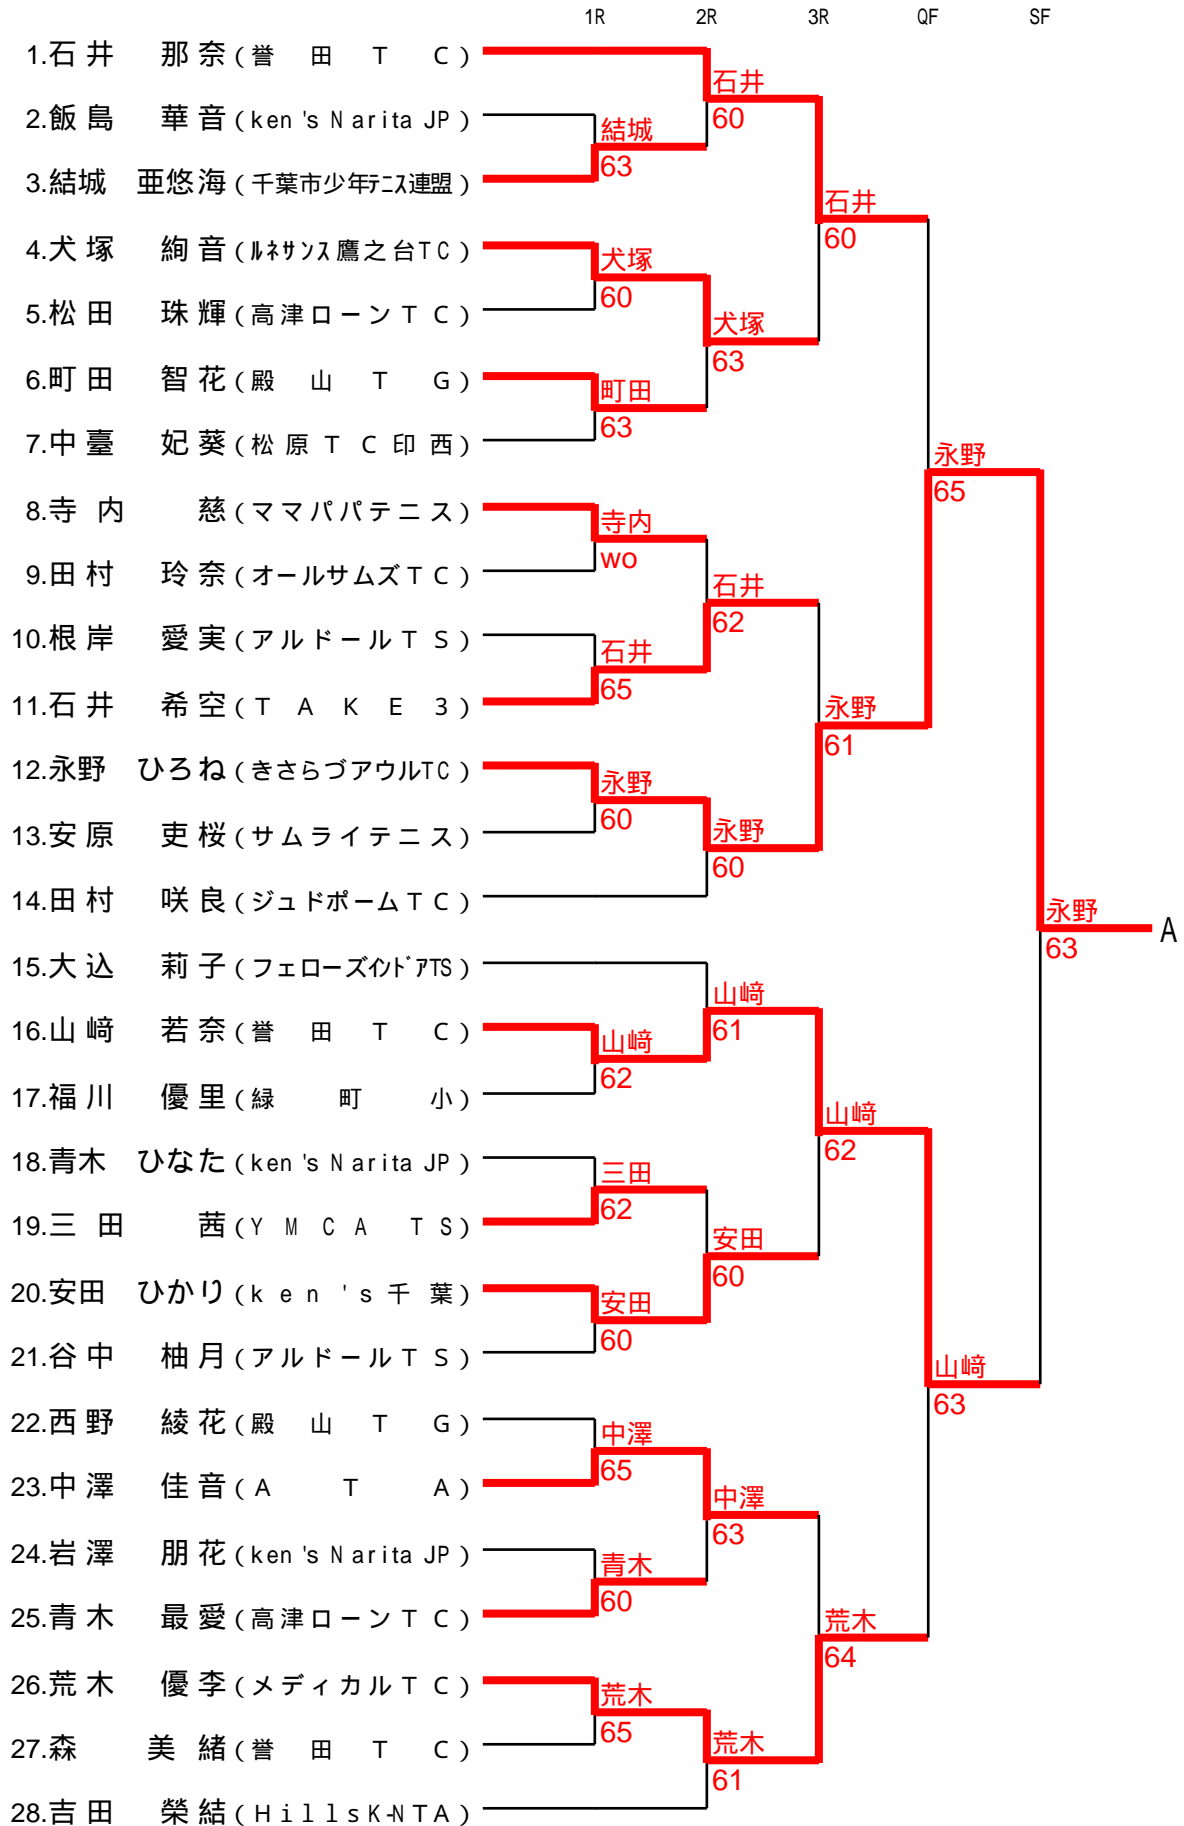 1R 2R 3R QF SF
1.石井 那奈(誉田TC)
石井
60
2.飯島 華音(ken's Narita JP)
結城
63
3.結城 亜悠海(千葉市少年テニス連盟)
石井
60
4.犬塚 絢音(ルネサンス鷹之台TC)
犬塚
60
5.松田 珠輝(高津ローンTC)
犬塚
63
6.町田 智花(殿山TG)
町田
63
7.中臺 妃葵(松原TC印西)
永野
65
8.寺内 慈(ママパパテニス)
寺内
wo
9.田村 玲奈(オールサムズTC)
石井
62
10.根岸 愛実(アルドールTS)
石井
65
11.石井 希空(TAKE3)
永野
61
12.永野 ひろね(きさらづアウルTC)
永野
60
13.安原 吏桜(サムライテニス)
永野
60
14.田村 咲良(ジュドポームTC)
永野
63
A
15.大込 莉子(フェローズインドアTS)
山﨑
61
16.山﨑 若奈(誉田TC)
山﨑
62
17.福川 優里(緑町小)
山﨑
62
18.青木 ひなた(ken's Narita JP)
三田
62
19.三田 茜(YMCA TS)
安田
60
20.安田 ひかり(ken's千葉)
安田
60
21.谷中 柚月(アルドールTS)
山﨑
63
22.西野 綾花(殿山TG)
中澤
65
23.中澤 佳音(ATA)
中澤
63
24.岩澤 朋花(ken's Narita JP)
青木
60
25.青木 最愛(高津ローンTC)
荒木
64
26.荒木 優李(メディカルTC)
荒木
65
27.森 美緒(誉田TC)
荒木
61
28.吉田 榮結(HillsK-NTA)